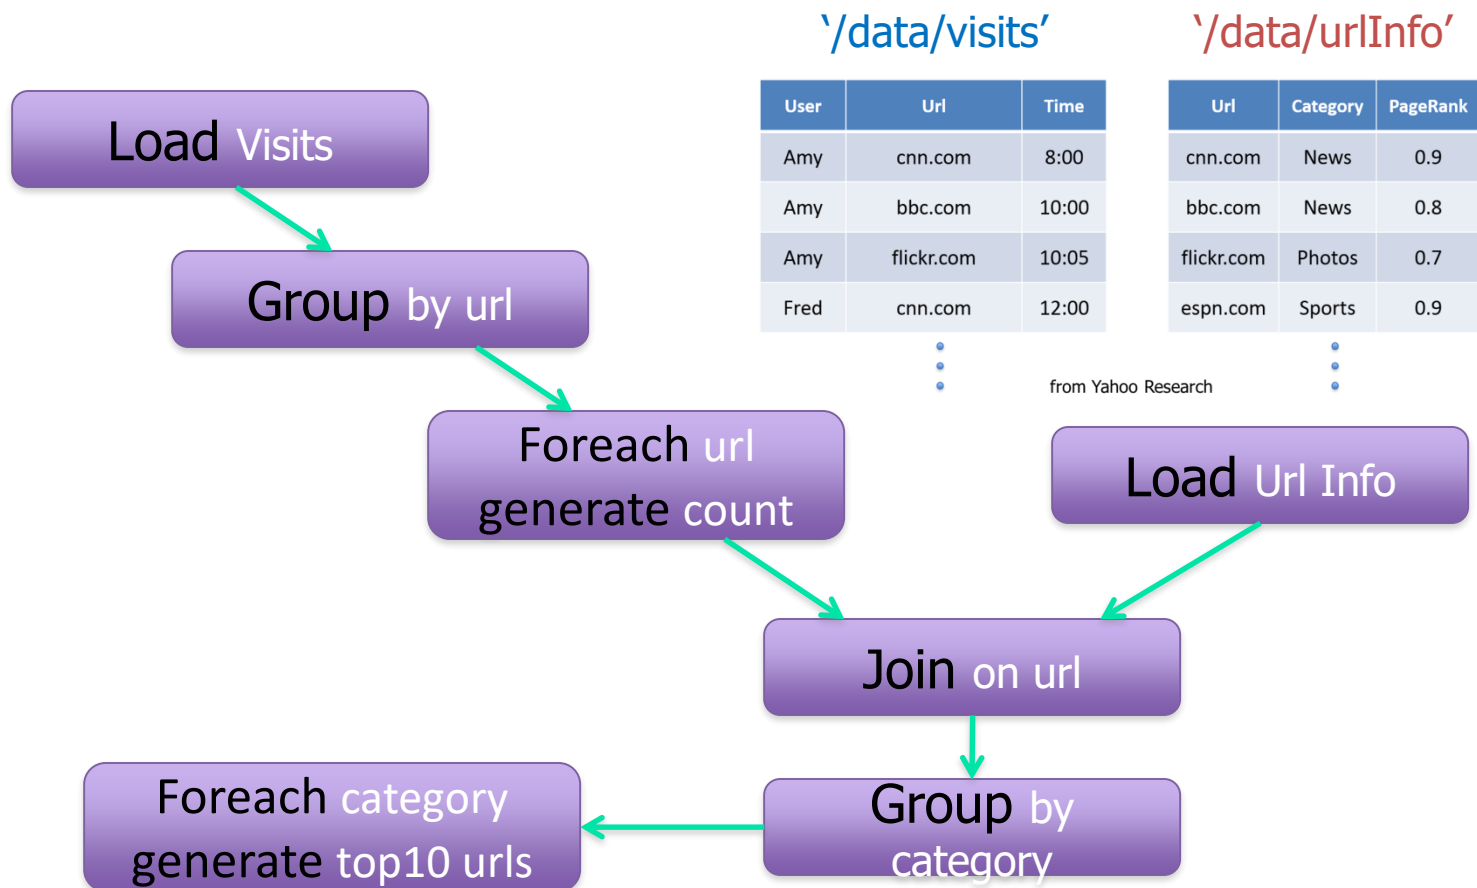 ‘/data/visits’
‘/data/urlInfo’
User Url Time
Amy cnn.com 8:00
Amy bbc.com 10:00
Amy flickr.com 10:05
Fred cnn.com 12:00
Url Category PageRank
cnn.com News 0.9
bbc.com News 0.8
flickr.com Photos 0.7
espn.com Sports 0.9
from Yahoo Research
Load Visits
Group by url
Foreach url
generate count
Load Url Info
Join on url
Group by
category
Foreach category
generate top10 urls